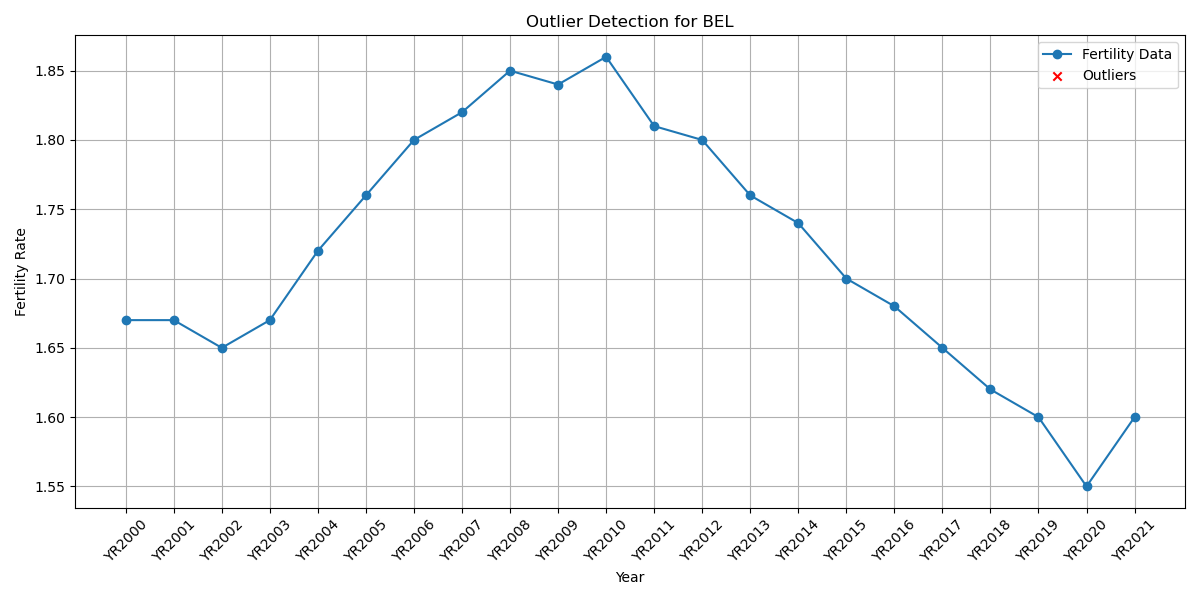 Outlier Detection for BEL
Fertility Data
Outliers
Fertility Rate
1.85
1.80
1.75
1.70
1.65
1.60
1.55
YR2000 YR2001 YR2002 YR2003 YR2004 YR2005 YR2006 YR2007 YR2008 YR2009 YR2010 YR2011 YR2012 YR2013 YR2014 YR2015 YR2016 YR2017 YR2018 YR2019 YR2020 YR2021
Year